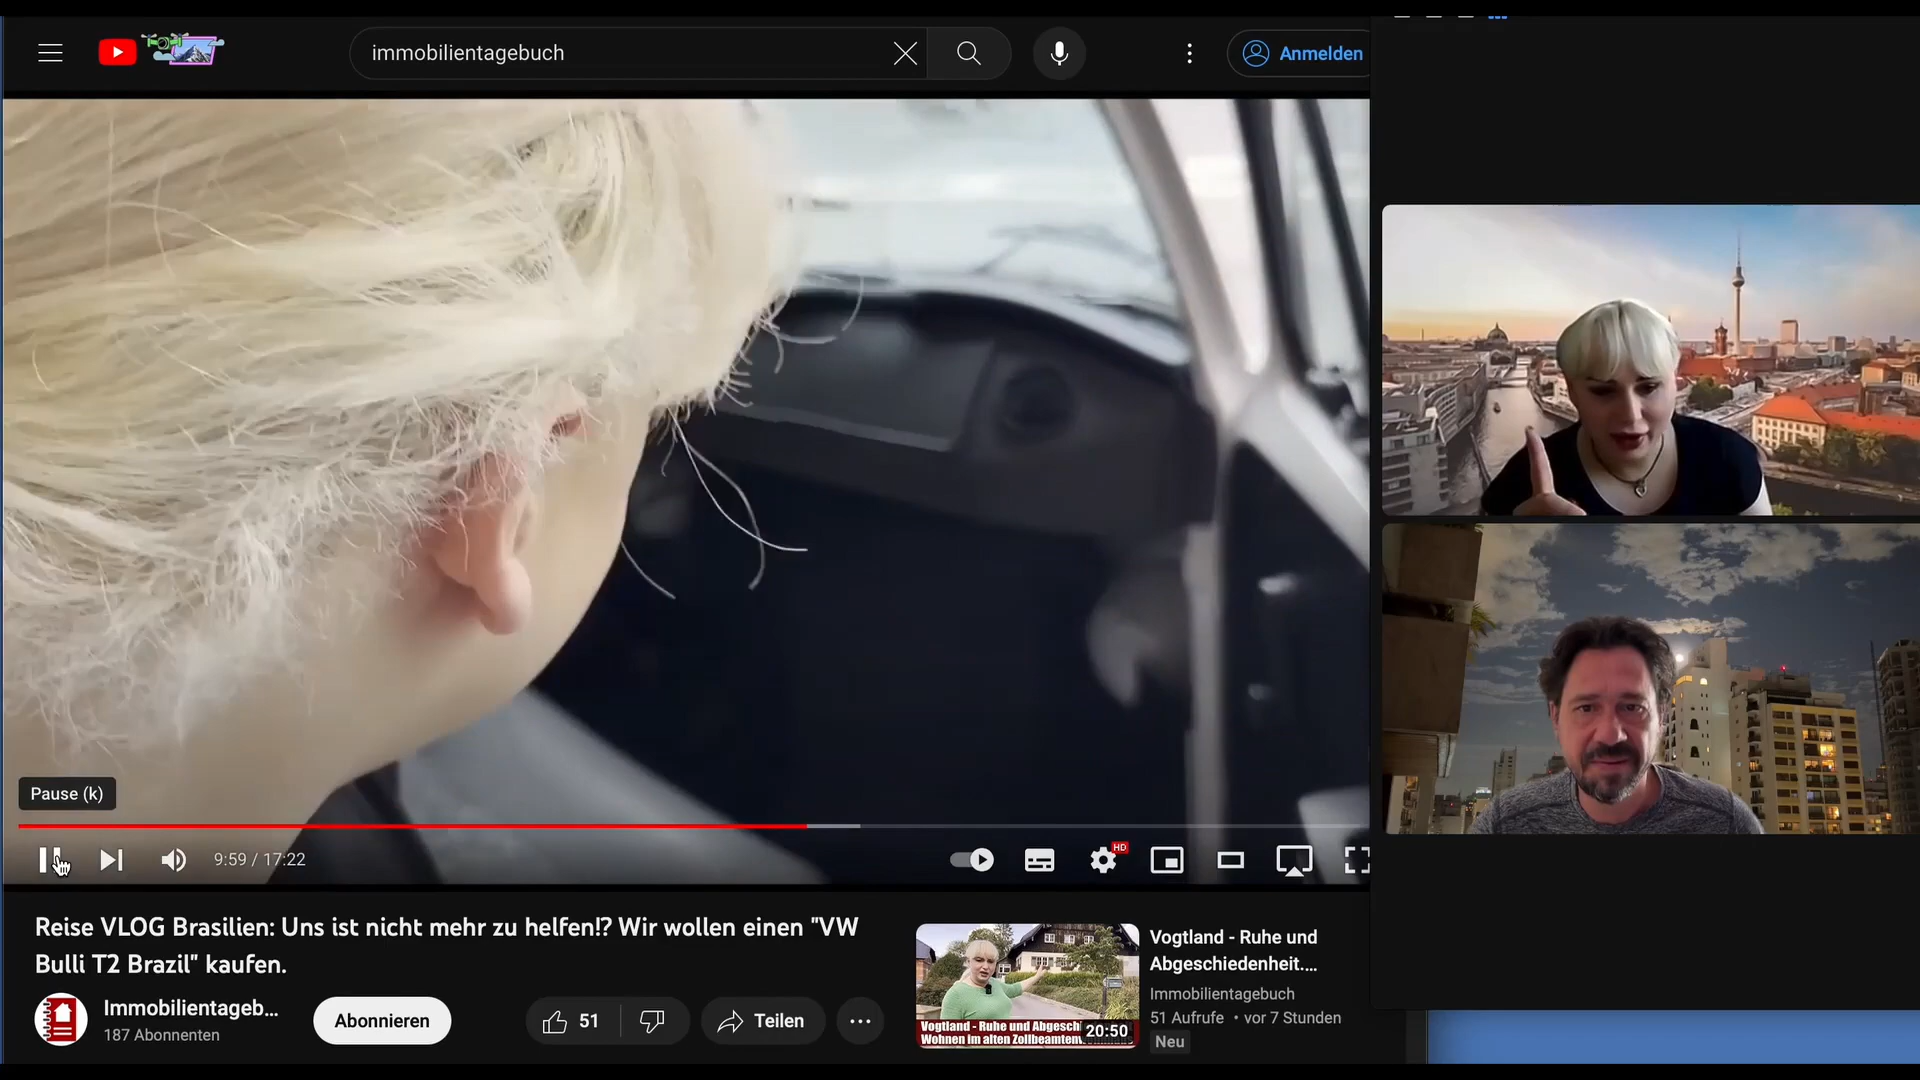 immobilientagebuch
Anmelden
Pause (k)
9:59 / 17:22
HD
Reise VLOG Brasilien: Uns ist nicht mehr zu helfen!? Wir wollen einen "VW
Bulli T2 Brazil" kaufen.
Immobilientageb...
187 Abonnenten
Abonnieren
51
Teilen
Vogtland - Ruhe und Abgesch
Wohnen im alten Zollbeamten
20:50
Vogtland - Ruhe und
Abgeschiedenheit....
Immobilientagebuch
51 Aufrufe • vor 7 Stunden
Neu